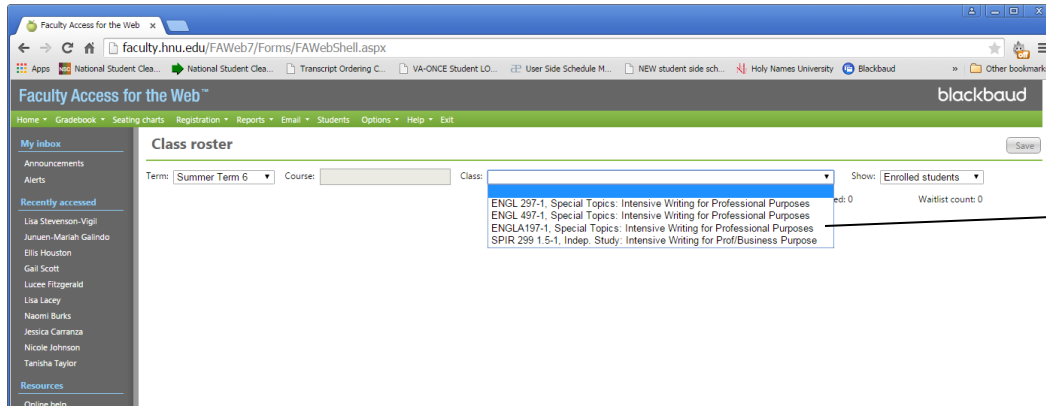 Faculty Access for the Web
faculty.hnu.edu/FAWeb7/Forms/FAWebShell.aspx
Apps NSC National Student Clea... National Student Clea... Transcript Ordering C... VA-ONCE Student LO... User Side Schedule M... NEW student side sch... Holy Names University Blackbaud » Other bookmark
Faculty Access for the Web™ blackbaud
Home Gradebook Seating charts Registration Reports Email Students Options Help Exit
My inbox
Announcements
Alerts
Recently accessed
Lisa Stevenson-Vigil
Junuen-Mariah Galindo
Ellis Houston
Gail Scott
Lucee Fitzgerald
Lisa Lacey
Naomi Burks
Jessica Carranza
Nicole Johnson
Tanisha Taylor
Resources
Online help
Class roster Save
Term: Summer Term 6 Course: Class: Show: Enrolled students
ed: 0 Waitlist count: 0
ENGL 297-1, Special Topics: Intensive Writing for Professional Purposes
ENGL 497-1, Special Topics: Intensive Writing for Professional Purposes
ENGLA197-1, Special Topics: Intensive Writing for Professional Purposes
SPIR 299 1.5-1, Indep. Study: Intensive Writing for Prof/Business Purpose